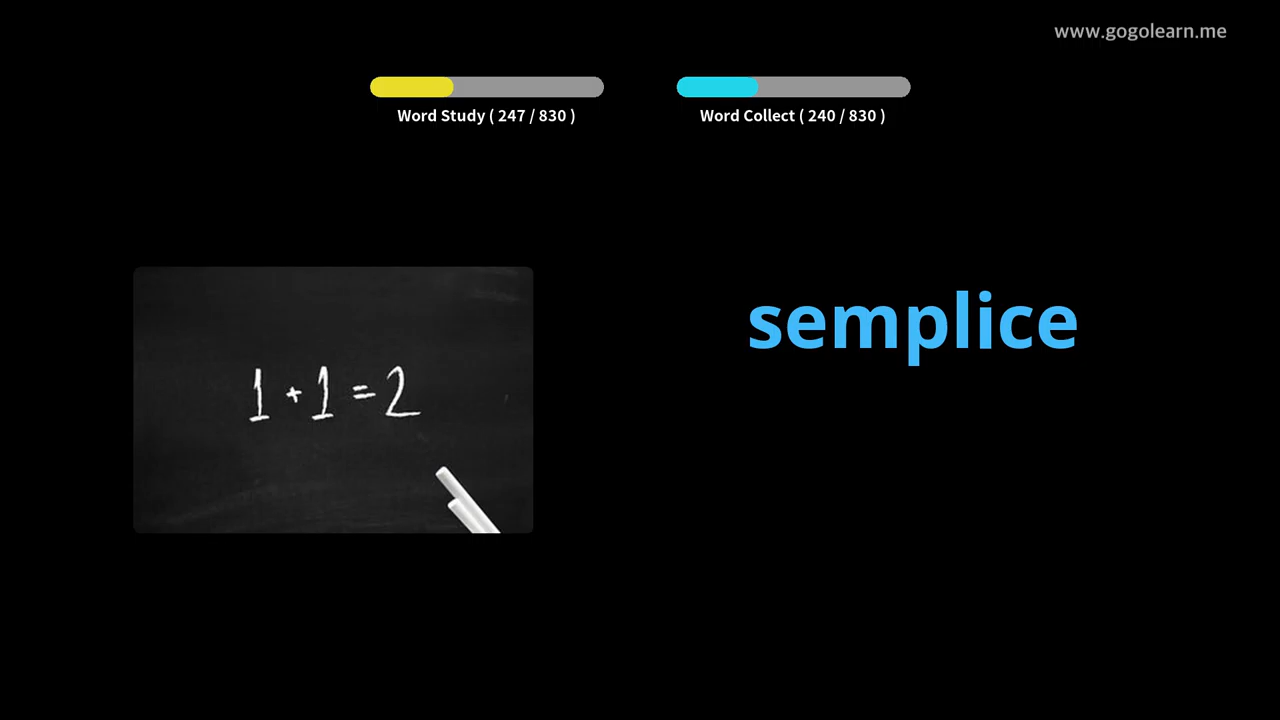 www.gogolearn.me
Word Study ( 247 / 830 )
Word Collect ( 240 / 830 )
semplice
1 + 1 = 2